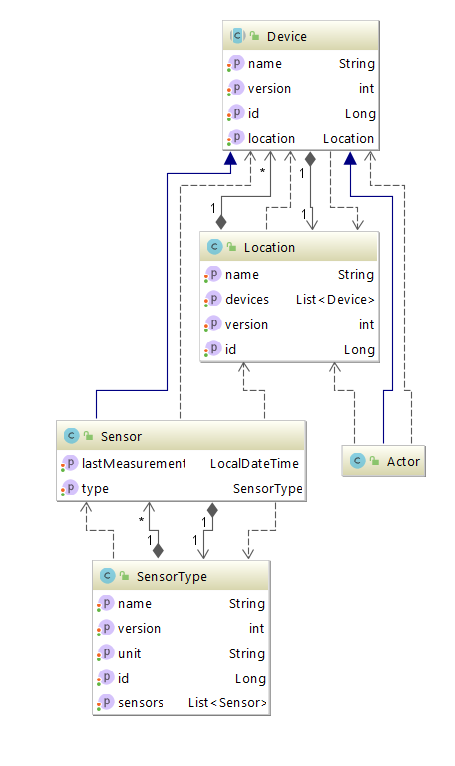 C Device
p name String
p version int
p id Long
p location Location
* 1
1 1
C Location
p name String
p devices List<Device>
p version int
p id Long
C Sensor
p lastMeasurement LocalDateTime
p type SensorType
C Actor
* 1
1 1
C SensorType
p name String
p version int
p unit String
p id Long
p sensors List<Sensor>